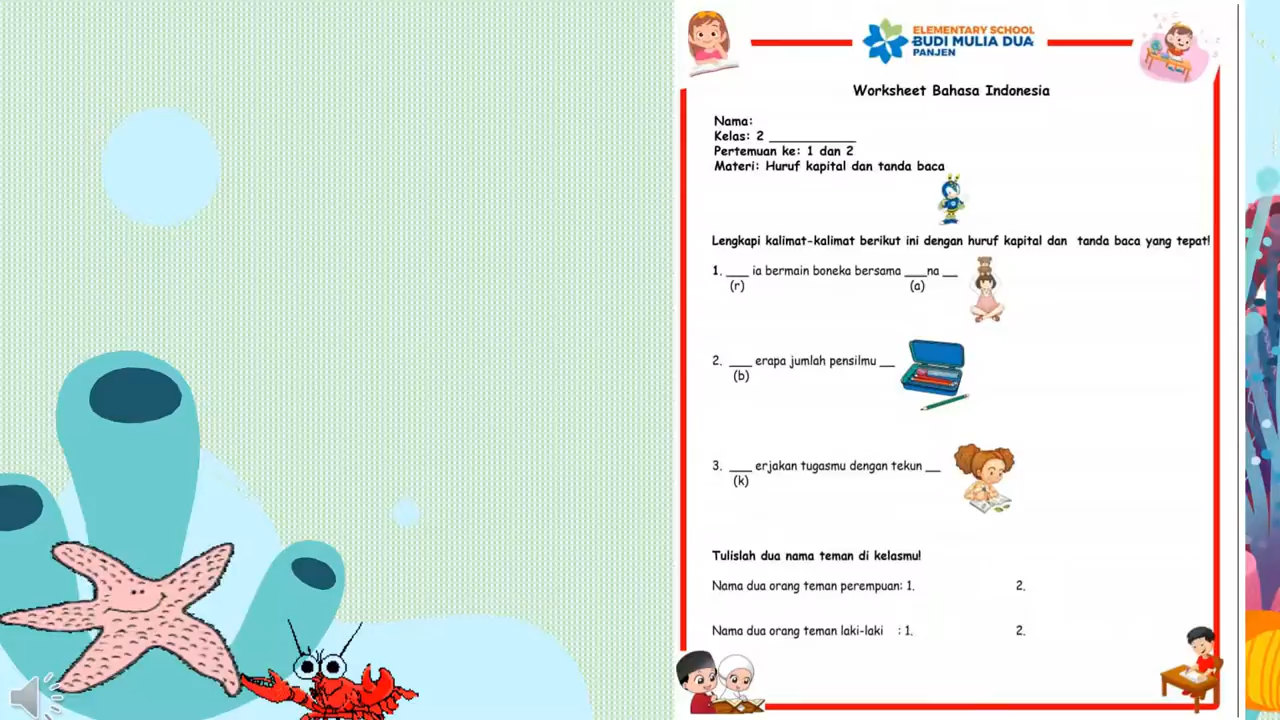 ELEMENTARY SCHOOL
BUDI MULIA DUA
PANJEN
Worksheet Bahasa Indonesia
Nama:
Kelas: 2 ___________
Pertemuan ke: 1 dan 2
Materi: Huruf kapital dan tanda baca
Lengkapi kalimat-kalimat berikut ini dengan huruf kapital dan tanda baca yang tepat!
1. ___ ia bermain boneka bersama ___na __
(r) (a)
2. ___ erapa jumlah pensilmu __
(b)
3. ___ erjakan tugasmu dengan tekun __
(k)
Tulislah dua nama teman di kelasmu!
Nama dua orang teman perempuan: 1. 2.
Nama dua orang teman laki-laki : 1. 2.